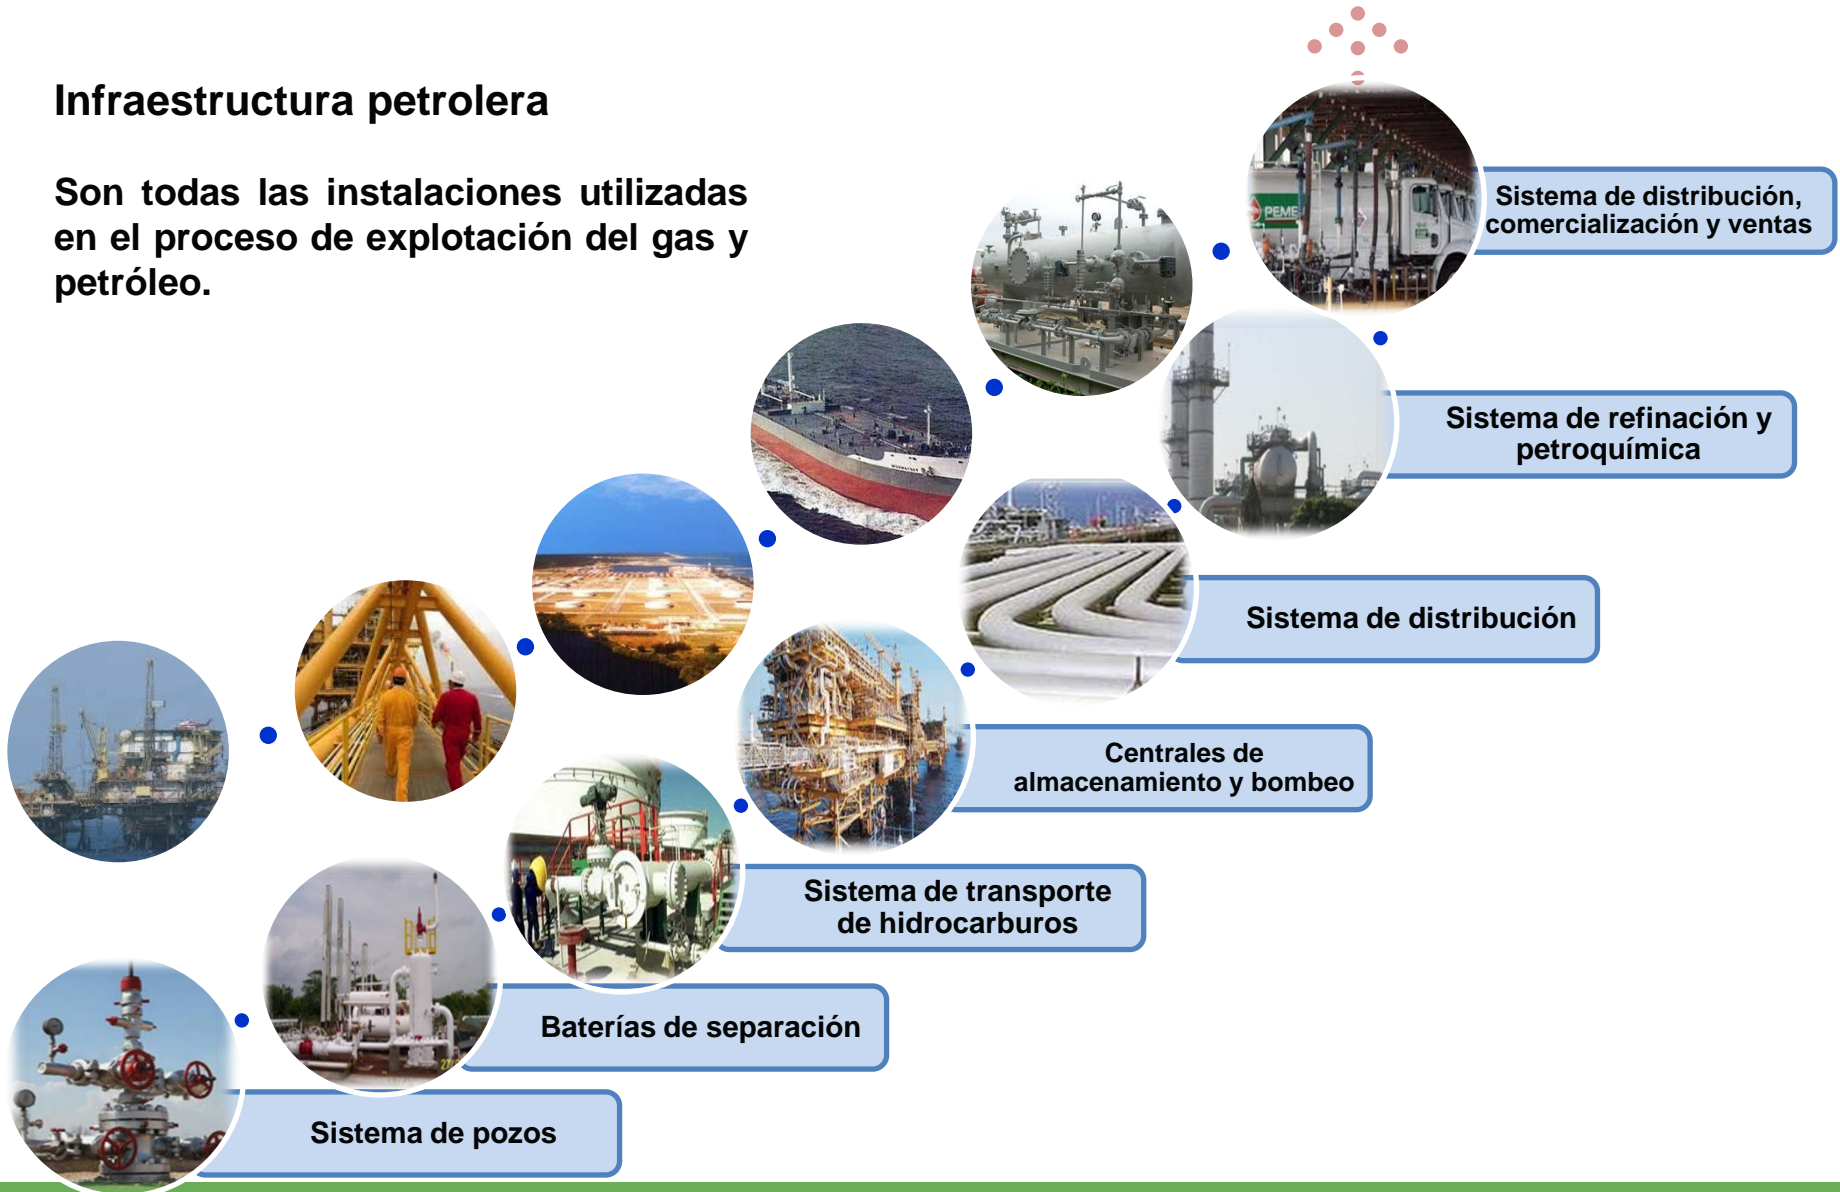 Infraestructura petrolera
Son todas las instalaciones utilizadas
en el proceso de explotación del gas y
petróleo.
PEME
Sistema de distribución,
comercialización y ventas
Sistema de refinación y
petroquímica
Sistema de distribución
Centrales de
almacenamiento y bombeo
Sistema de transporte
de hidrocarburos
Baterías de separación
Sistema de pozos